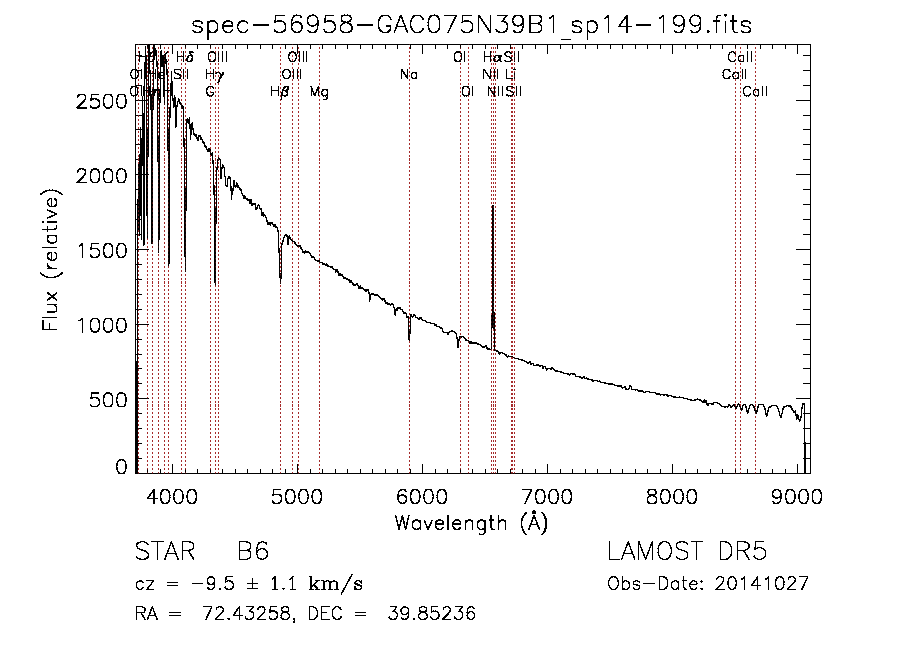 spec-56958-GAC075N39B1_sp14-199.fits
Hδ OIII OIII OI Hα SII CaII
SII Hγ OIII Na NII Li CaII
G Hβ Mg OI NII SII CaII
2500
2000
1500
1000
500
0
Flux (relative)
4000 5000 6000 7000 8000 9000
Wavelength (Å)
STAR B6 LAMOST DR5
cz = -9.5 ± 1.1 km/s Obs-Date: 20141027
RA = 72.43258, DEC = 39.85236